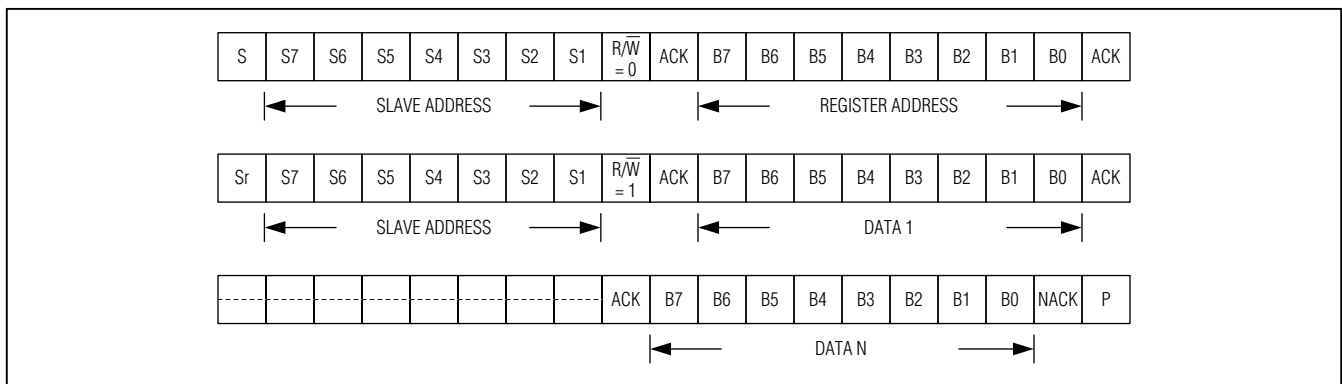 S S7 S6 S5 S4 S3 S2 S1 R/W̅ = 0 ACK B7 B6 B5 B4 B3 B2 B1 B0 ACK
SLAVE ADDRESS REGISTER ADDRESS
Sr S7 S6 S5 S4 S3 S2 S1 R/W̅ = 1 ACK B7 B6 B5 B4 B3 B2 B1 B0 ACK
SLAVE ADDRESS DATA 1
ACK B7 B6 B5 B4 B3 B2 B1 B0 NACK P
DATA N